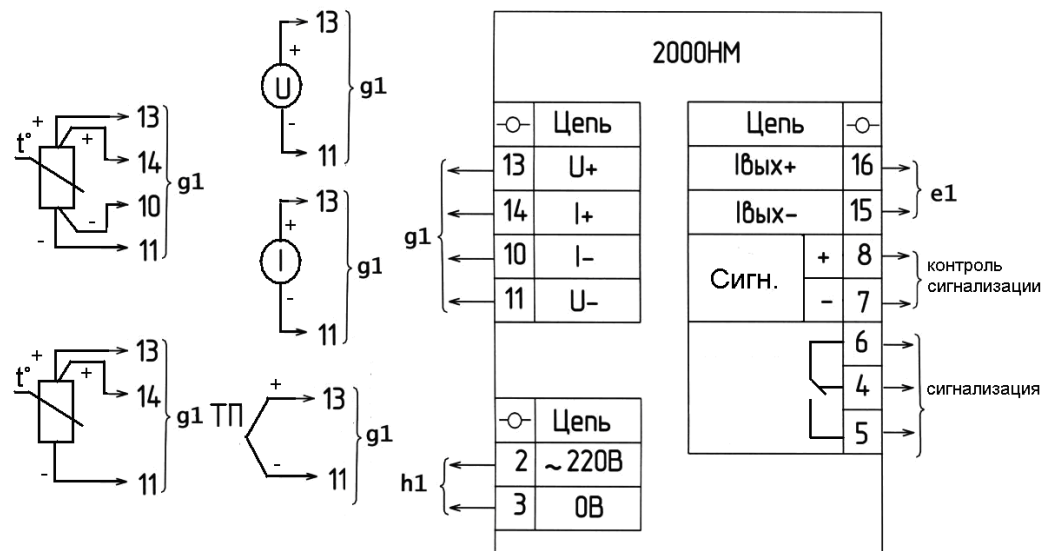 2000НМ
+ 13
t° + 14
- 10
- 11
g1
+ 13
U
- 11
g1
+ 13
I
- 11
g1
+ 13
t° + 14
- 11
g1
ТП
+ 13
- 11
g1
Цепь
g1
13 U+
14 I+
10 I-
11 U-
Цепь
h1
2 ~220В
3 0В
Цепь
Iвых+ 16
Iвых- 15
e1
Сигн.
+ 8
- 7
контроль
сигнализации
6
4
5
сигнализация